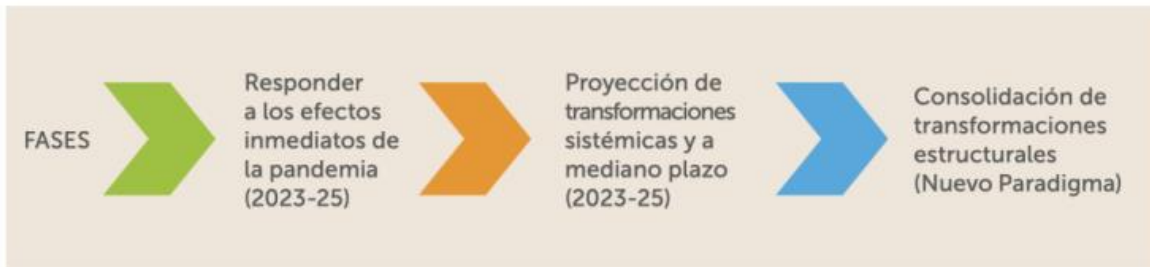 FASES
Responder
a los efectos
inmediatos de
la pandemia
(2023-25)
Proyección de
transformaciones
sistémicas y a
mediano plazo
(2023-25)
Consolidación de
transformaciones
estructurales
(Nuevo Paradigma)